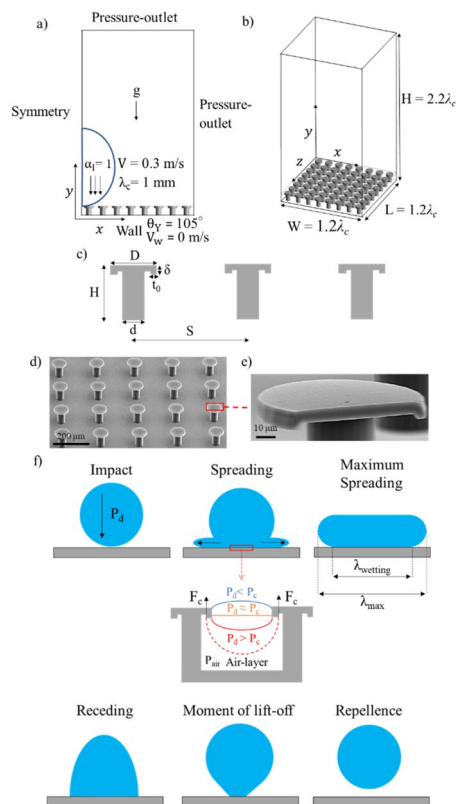 a)
Pressure-outlet
Symmetry
g
Pressure-
outlet
αl= 1
V = 0.3 m/s
λc = 1 mm
y
x
Wall
θY = 105°
Vw = 0 m/s
b)
H = 2.2λc
y
x
z
L = 1.2λc
W = 1.2λc
c)
D
δ
t0
H
d
S
d)
200 μm
e)
10 μm
f)
Impact
Pd
Spreading
Maximum
Spreading
λwetting
λmax
Fc
Pd < Pc
Fc
Pd ≈ Pc
Pd > Pc
Pair
Air-layer
Receding
Moment of lift-off
Repellence